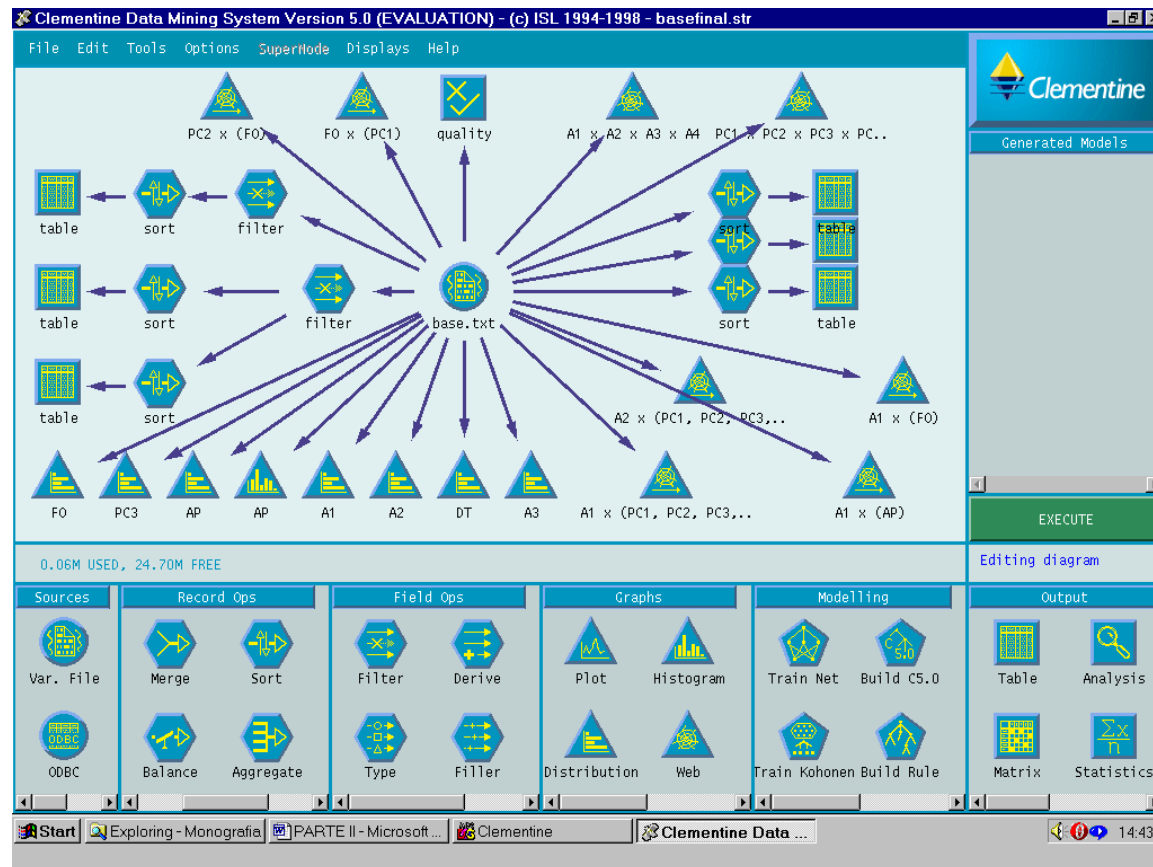 Clementine Data Mining System Version 5.0 (EVALUATION) - (c) ISL 1994-1998 - basefinal.str
File Edit Tools Options SuperNode Displays Help
Clementine
Generated Models
PC2 x (FO) FO x (PC1) quality A1 x A2 x A3 x A4 PC1 x PC2 x PC3 x PC..
table sort filter sort table
table sort filter base.txt sort table
table sort A2 x (PC1, PC2, PC3,.. A1 x (FO)
FO PC3 AP AP A1 A2 DT A3 A1 x (PC1, PC2, PC3,.. A1 x (AP)
EXECUTE
0.06M USED, 24.70M FREE
Editing diagram
Sources Record Ops Field Ops Graphs Modelling Output
Var. File Merge Sort Filter Derive Plot Histogram Train Net C5.0 Build C5.0 Table Analysis
ODBC ODBC Balance Aggregate Type Filler Distribution Web Train Kohonen Build Rule Matrix Σx n Statistics
Start Exploring - Monografia PARTE II - Microsoft ... Clementine Clementine Data ... 14:43